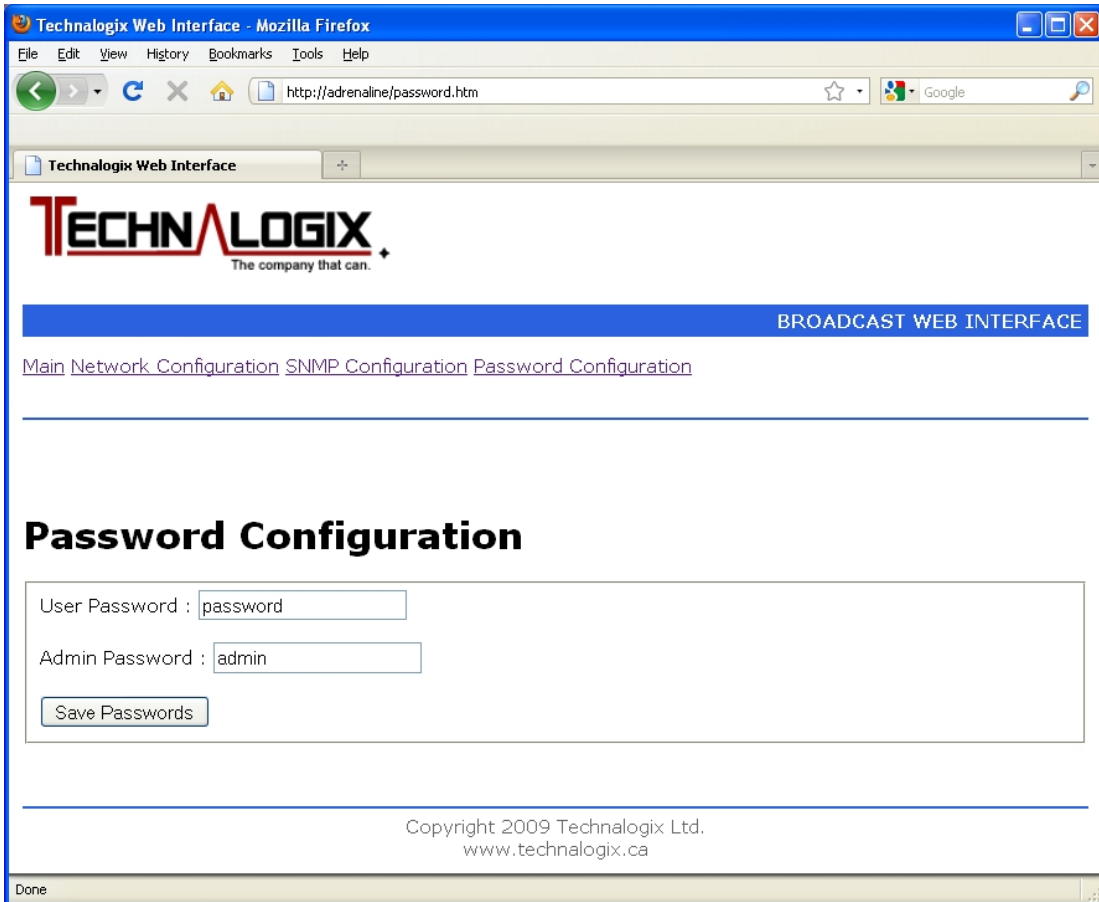 Technalogix Web Interface - Mozilla Firefox
File Edit View History Bookmarks Tools Help
http://adrenaline/password.htm Google
Technalogix Web Interface
TECHNALOGIX
The company that can.
BROADCAST WEB INTERFACE
Main Network Configuration SNMP Configuration Password Configuration
Password Configuration
User Password : password
Admin Password : admin
Save Passwords
Copyright 2009 Technalogix Ltd.
www.technalogix.ca
Done